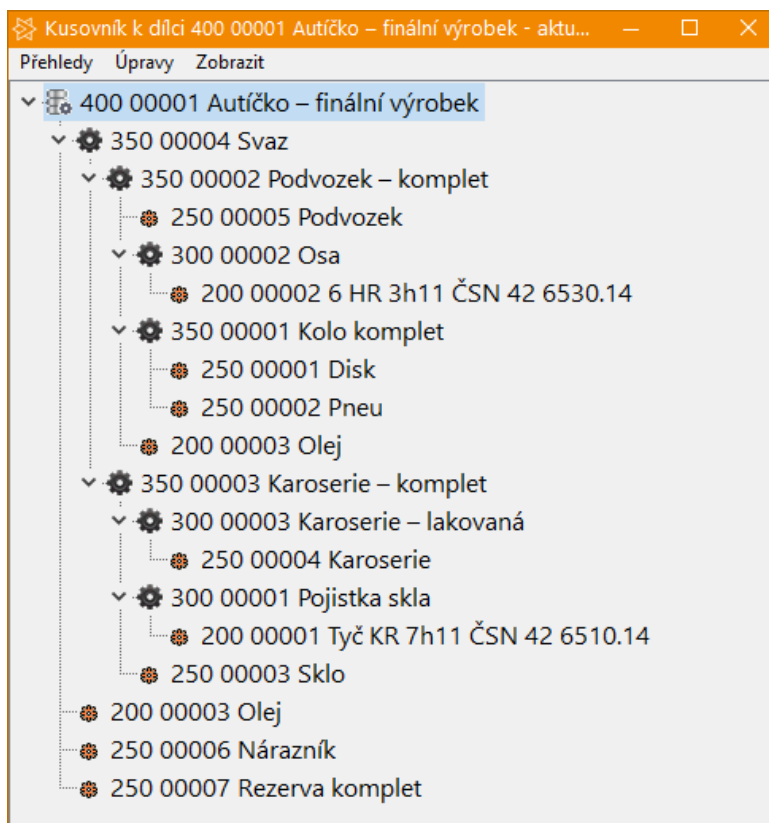 Kusovník k dílci 400 00001 Autíčko – finální výrobek - aktu...
Přehledy Úpravy Zobrazit
400 00001 Autíčko – finální výrobek
350 00004 Svaz
350 00002 Podvozek – komplet
250 00005 Podvozek
300 00002 Osa
200 00002 6 HR 3h11 ČSN 42 6530.14
350 00001 Kolo komplet
250 00001 Disk
250 00002 Pneu
200 00003 Olej
350 00003 Karoserie – komplet
300 00003 Karoserie – lakovaná
250 00004 Karoserie
300 00001 Pojistka skla
200 00001 Tyč KR 7h11 ČSN 42 6510.14
250 00003 Sklo
200 00003 Olej
250 00006 Nárazník
250 00007 Rezerva komplet